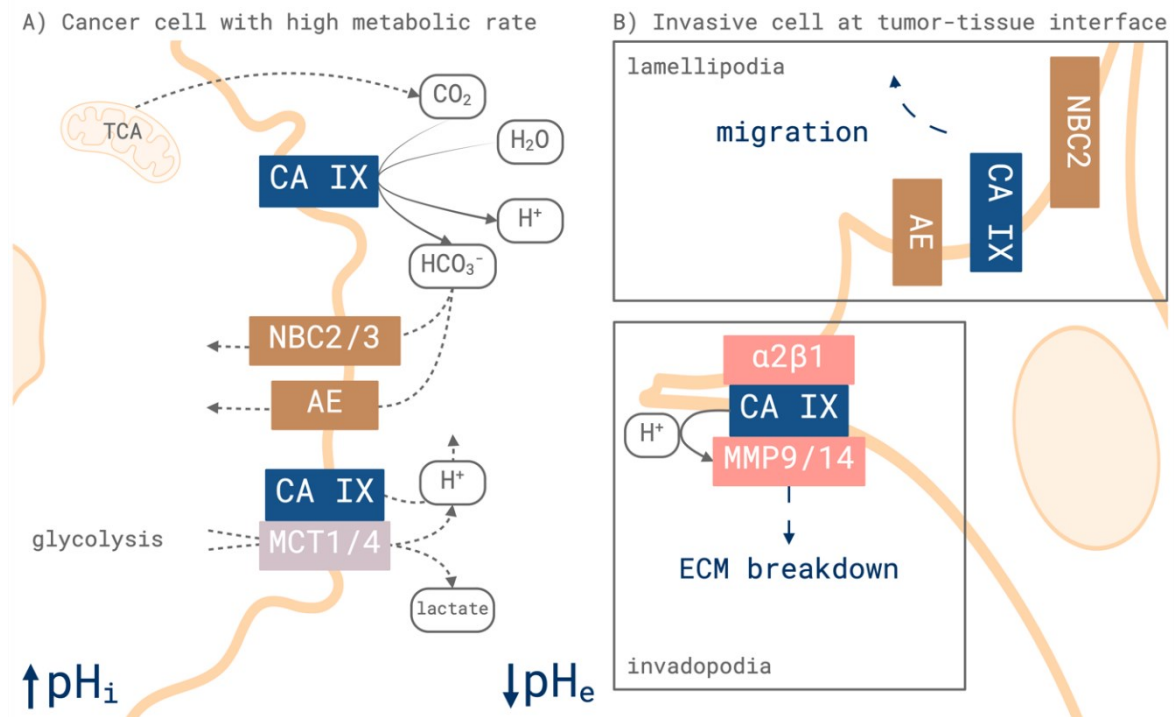 A) Cancer cell with high metabolic rate
TCA
CO₂
H₂O
CA IX
H⁺
HCO₃⁻
NBC2/3
AE
CA IX
H⁺
glycolysis
MCT1/4
lactate
↑pHᵢ
↓pHₑ
B) Invasive cell at tumor-tissue interface
lamellipodia
migration
NBC2
CA IX
AE
α2β1
CA IX
H⁺
MMP9/14
ECM breakdown
invadopodia